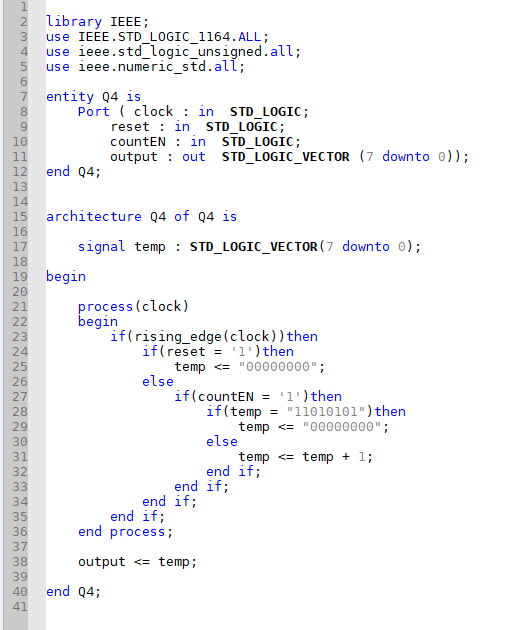 1
2 library IEEE;
3 use IEEE.STD_LOGIC_1164.ALL;
4 use ieee.std_logic_unsigned.all;
5 use ieee.numeric_std.all;
6
7 entity Q4 is
8     Port ( clock : in  STD_LOGIC;
9         reset : in  STD_LOGIC;
10         countEN : in  STD_LOGIC;
11         output : out  STD_LOGIC_VECTOR (7 downto 0));
12 end Q4;
13
14
15 architecture Q4 of Q4 is
16
17     signal temp : STD_LOGIC_VECTOR(7 downto 0);
18
19 begin
20
21     process(clock)
22     begin
23         if(rising_edge(clock))then
24             if(reset = '1')then
25                 temp <= "00000000";
26             else
27                 if(countEN = '1')then
28                     if(temp = "11010101")then
29                         temp <= "00000000";
30                     else
31                         temp <= temp + 1;
32                     end if;
33                 end if;
34             end if;
35         end if;
36     end process;
37
38     output <= temp;
39
40 end Q4;
41